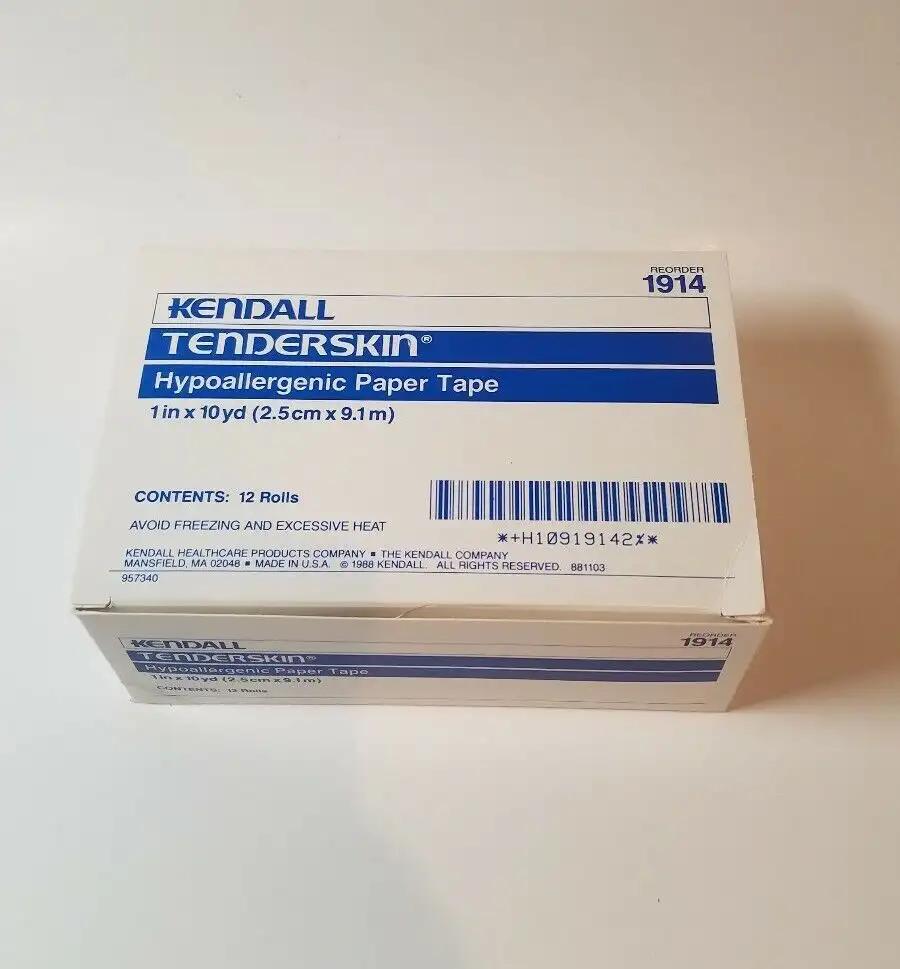 REORDER
1914
KENDALL
TENDERSKIN®
Hypoallergenic Paper Tape
1 in x 10 yd (2.5 cm x 9.1 m)
CONTENTS: 12 Rolls
AVOID FREEZING AND EXCESSIVE HEAT
*+H10919142%*
KENDALL HEALTHCARE PRODUCTS COMPANY ▪ THE KENDALL COMPANY
MANSFIELD, MA 02048 ▪ MADE IN U.S.A. © 1988 KENDALL. ALL RIGHTS RESERVED. 881103
957340
REORDER
1914
KENDALL
TENDERSKIN®
Hypoallergenic Paper Tape
1 in x 10 yd (2.5 cm x 9.1 m)
CONTENTS: 12 Rolls